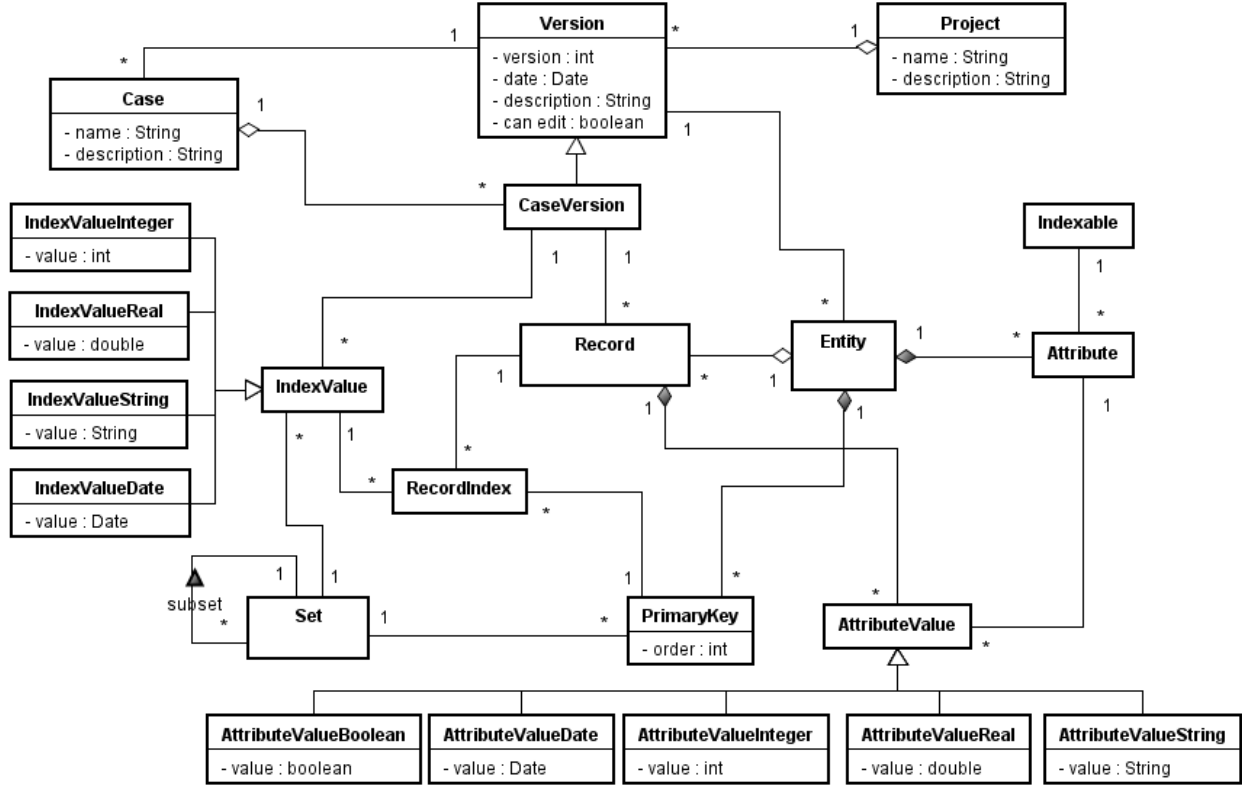 Version
- version : int
- date : Date
- description : String
- can edit : boolean
Project
- name : String
- description : String
1
*
*
1
1
Case
- name : String
- description : String
1
*
CaseVersion
1
1
IndexValueInteger
- value : int
IndexValueReal
- value : double
IndexValueString
- value : String
IndexValueDate
- value : Date
Indexable
1
*
*
*
*
Record
1
*
1
Entity
1
*
1
1
Attribute
1
IndexValue
*
1
*
*
RecordIndex
*
1
subset
1
*
1
Set
1
*
1
*
PrimaryKey
- order : int
*
AttributeValue
*
AttributeValueBoolean
- value : boolean
AttributeValueDate
- value : Date
AttributeValueInteger
- value : int
AttributeValueReal
- value : double
AttributeValueString
- value : String